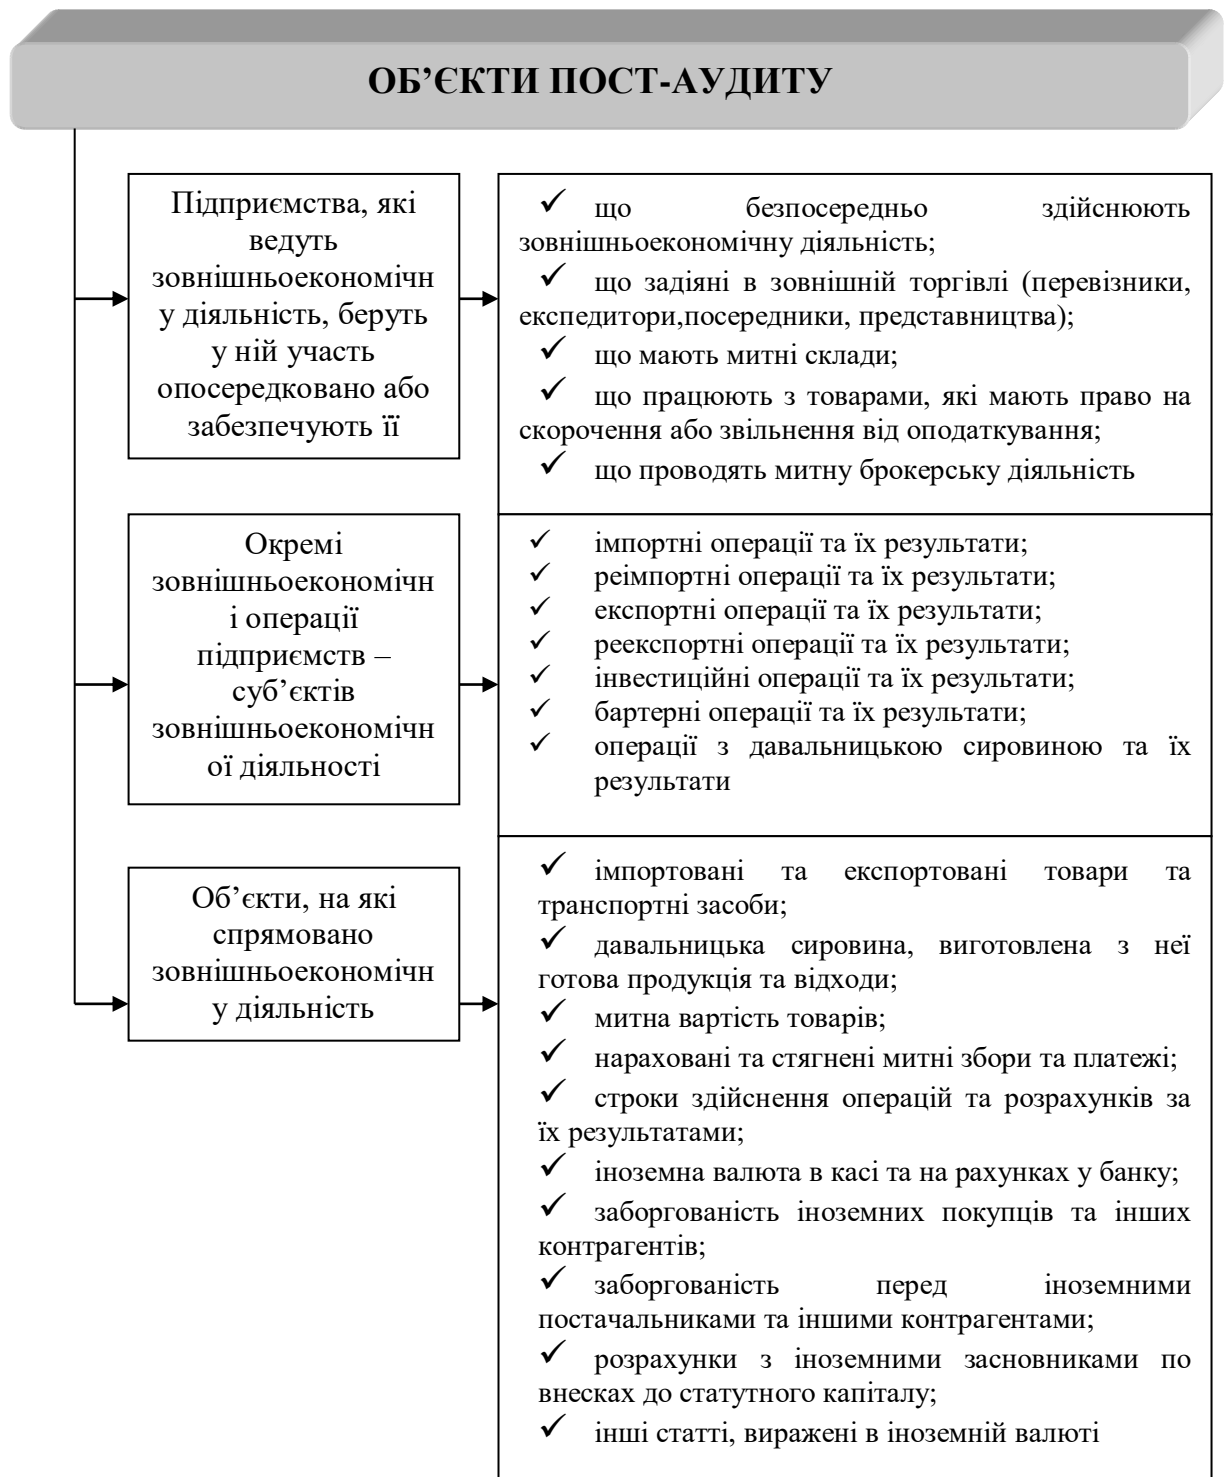 ОБ’ЄКТИ ПОСТ-АУДИТУ
Підприємства, які
ведуть
зовнішньоекономічн
у діяльність, беруть
у ній участь
опосередковано або
забезпечують її
✓ що безпосередньо здійснюють
зовнішньоекономічну діяльність;
✓ що задіяні в зовнішній торгівлі (перевізники,
експедитори,посередники, представництва);
✓ що мають митні склади;
✓ що працюють з товарами, які мають право на
скорочення або звільнення від оподаткування;
✓ що проводять митну брокерську діяльність
Окремі
зовнішньоекономічн
і операції
підприємств –
суб’єктів
зовнішньоекономічн
ої діяльності
✓ імпортні операції та їх результати;
✓ реімпортні операції та їх результати;
✓ експортні операції та їх результати;
✓ реекспортні операції та їх результати;
✓ інвестиційні операції та їх результати;
✓ бартерні операції та їх результати;
✓ операції з давальницькою сировиною та їх
результати
Об’єкти, на які
спрямовано
зовнішньоекономічн
у діяльність
✓ імпортовані та експортовані товари та
транспортні засоби;
✓ давальницька сировина, виготовлена з неї
готова продукція та відходи;
✓ митна вартість товарів;
✓ нараховані та стягнені митні збори та платежі;
✓ строки здійснення операцій та розрахунків за
їх результатами;
✓ іноземна валюта в касі та на рахунках у банку;
✓ заборгованість іноземних покупців та інших
контрагентів;
✓ заборгованість перед іноземними
постачальниками та іншими контрагентами;
✓ розрахунки з іноземними засновниками по
внесках до статутного капіталу;
✓ інші статті, виражені в іноземній валюті